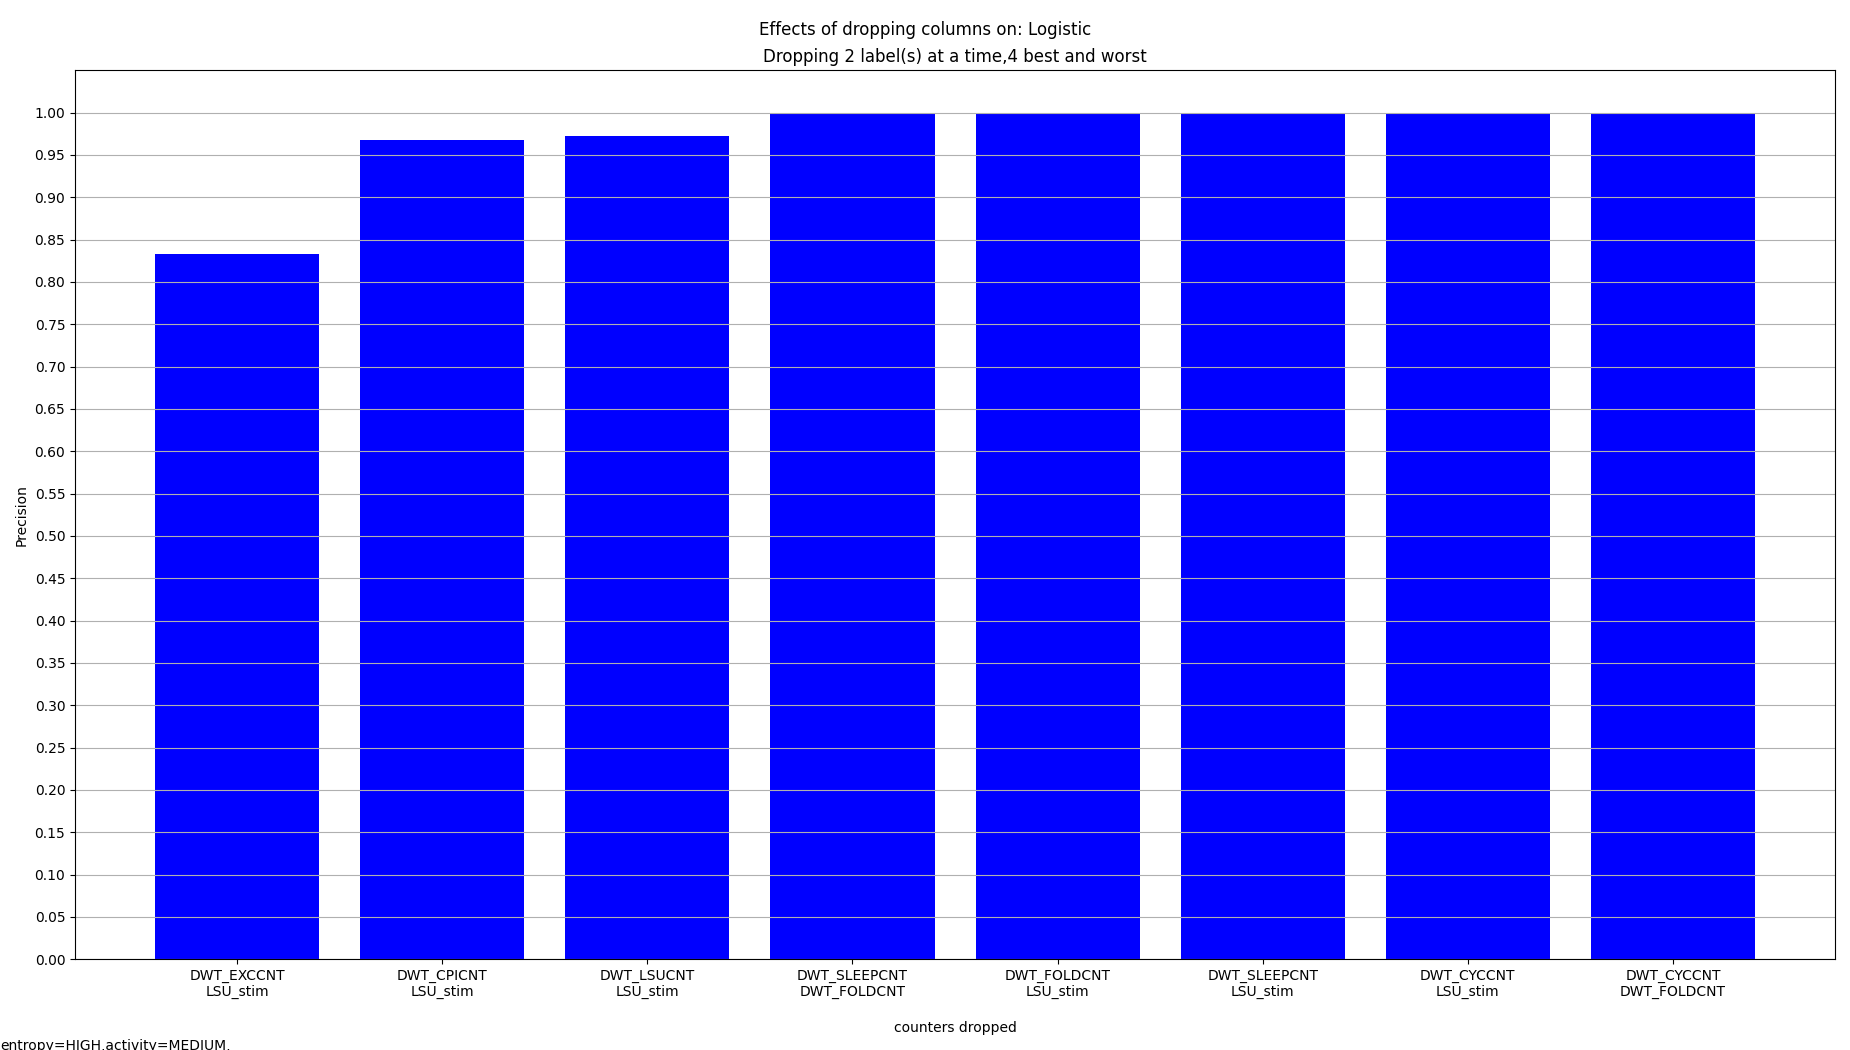 Effects of dropping columns on: Logistic
Dropping 2 label(s) at a time,4 best and worst
1.00
0.95
0.90
0.85
0.80
0.75
0.70
0.65
0.60
0.55
0.50
0.45
0.40
0.35
0.30
0.25
0.20
0.15
0.10
0.05
0.00
Precision
DWT_EXCCNT
LSU_stim
DWT_CPICNT
LSU_stim
DWT_LSUCNT
LSU_stim
DWT_SLEEPCNT
DWT_FOLDCNT
DWT_FOLDCNT
LSU_stim
DWT_SLEEPCNT
LSU_stim
DWT_CYCCNT
LSU_stim
DWT_CYCCNT
DWT_FOLDCNT
counters dropped
entropy=HIGH,activity=MEDIUM,